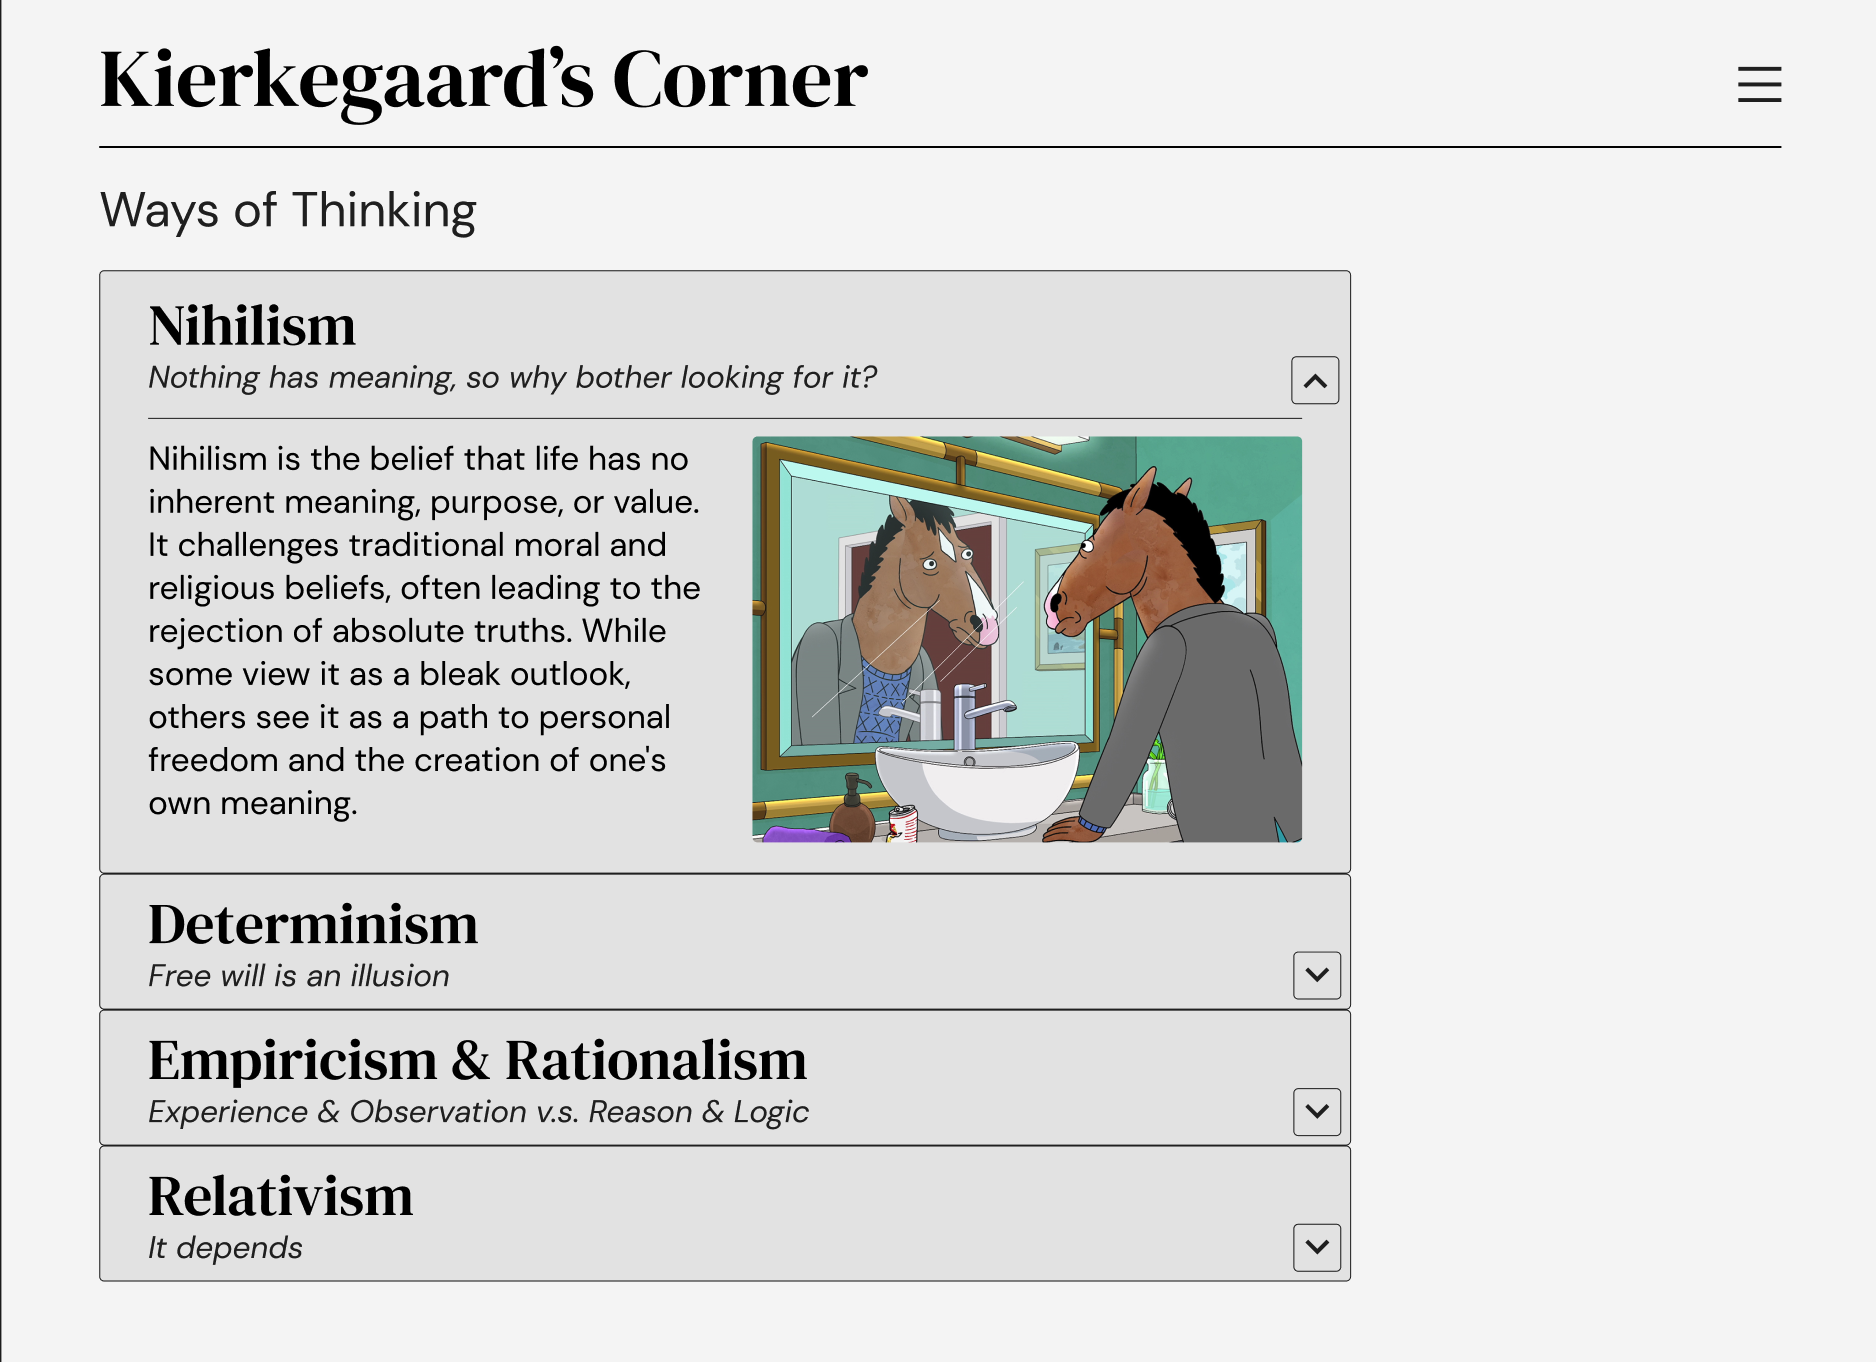 Kierkegaard’s Corner
Ways of Thinking
Nihilism
Nothing has meaning, so why bother looking for it?
Nihilism is the belief that life has no
inherent meaning, purpose, or value.
It challenges traditional moral and
religious beliefs, often leading to the
rejection of absolute truths. While
some view it as a bleak outlook,
others see it as a path to personal
freedom and the creation of one's
own meaning.
Determinism
Free will is an illusion
Empiricism & Rationalism
Experience & Observation v.s. Reason & Logic
Relativism
It depends